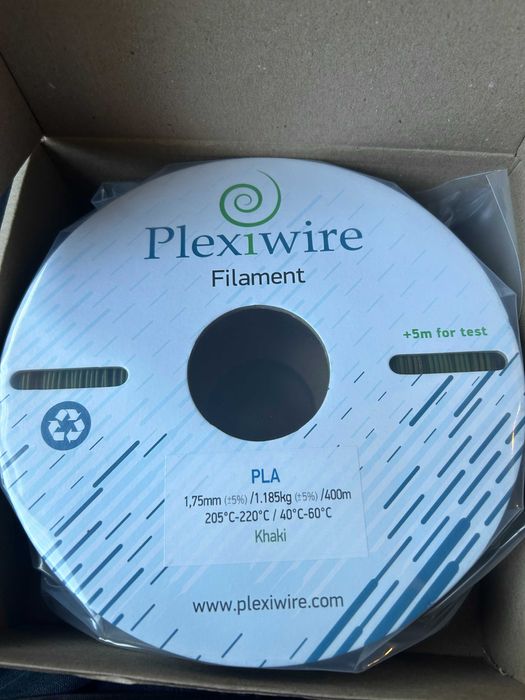 Plexiwire
Filament
+5m for test
PLA
1,75mm (±5%) /1.185kg (±5%) /400m
205°C-220°C / 40°C-60°C
Khaki
www.plexiwire.com